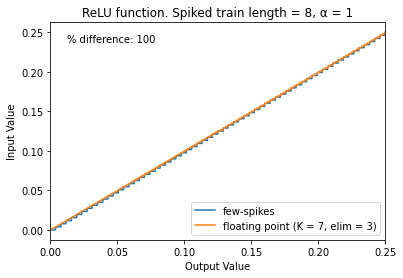 ReLU function. Spiked train length = 8, α = 1
% difference: 100
0.25
0.20
0.15
0.10
0.05
0.00
Input Value
few-spikes
floating point (K = 7, elim = 3)
0.00 0.05 0.10 0.15 0.20 0.25
Output Value